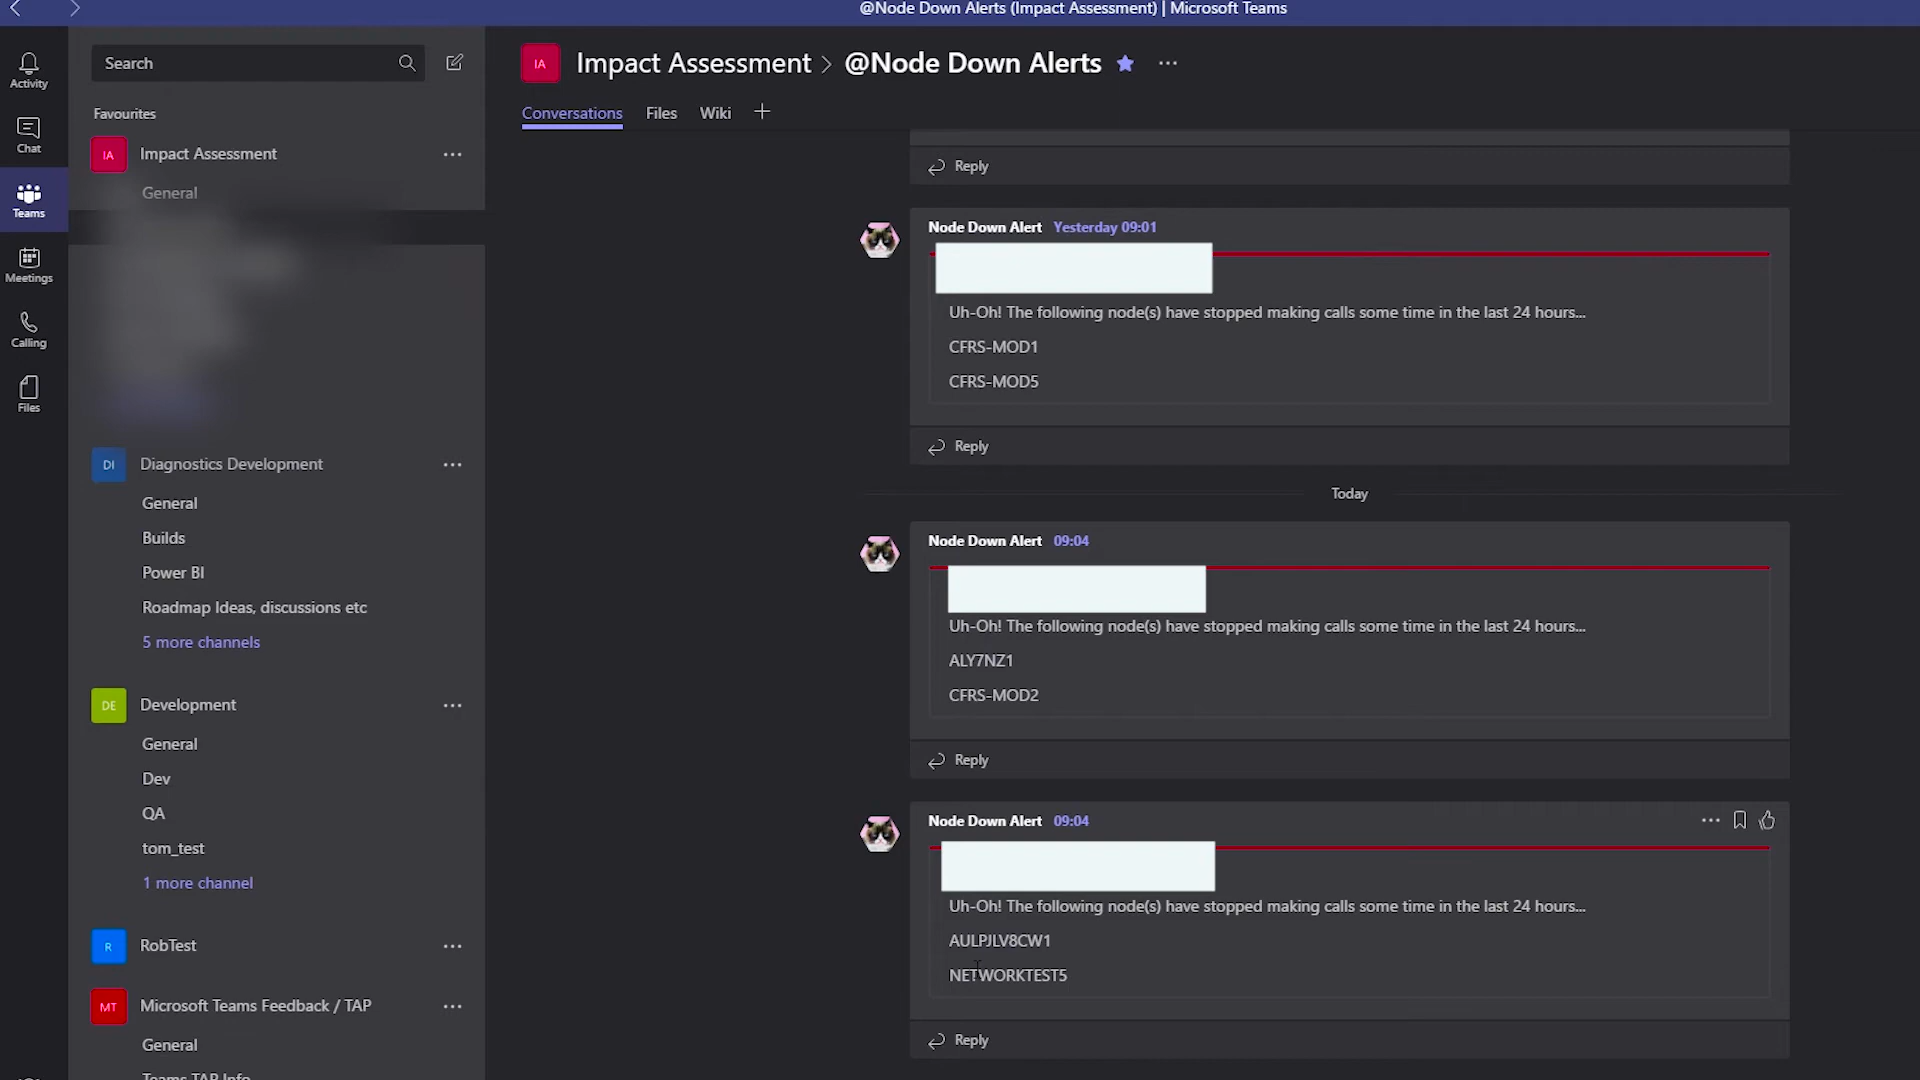 @Node Down Alerts (Impact Assessment) | Microsoft Teams
Activity
Chat
Teams
Meetings
Calling
Files
Search
Favourites
IA
Impact Assessment
General
DI
Diagnostics Development
General
Builds
Power BI
Roadmap Ideas, discussions etc
5 more channels
DE
Development
General
Dev
QA
tom_test
1 more channel
R
RobTest
MT
Microsoft Teams Feedback / TAP
General
Teams TAP Info
IA
Impact Assessment > @Node Down Alerts
Conversations Files Wiki
Reply
Node Down Alert Yesterday 09:01
Uh-Oh! The following node(s) have stopped making calls some time in the last 24 hours...
CFRS-MOD1
CFRS-MOD5
Reply
Today
Node Down Alert 09:04
Uh-Oh! The following node(s) have stopped making calls some time in the last 24 hours...
ALY7NZ1
CFRS-MOD2
Reply
Node Down Alert 09:04
Uh-Oh! The following node(s) have stopped making calls some time in the last 24 hours...
AULPJLV8CW1
NETWORKTEST5
Reply